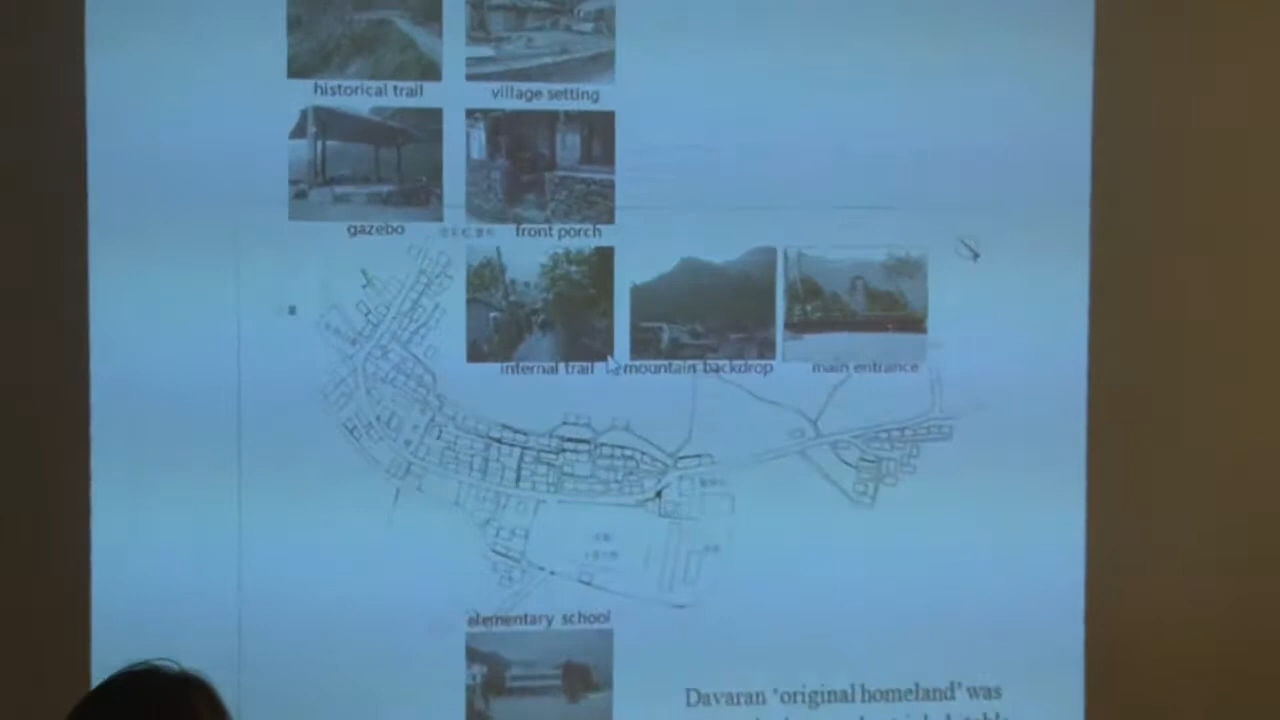 historical trail
village setting
gazebo
front porch
internal trail
mountain backdrop
main entrance
elementary school
Davaran ‘original homeland’ was